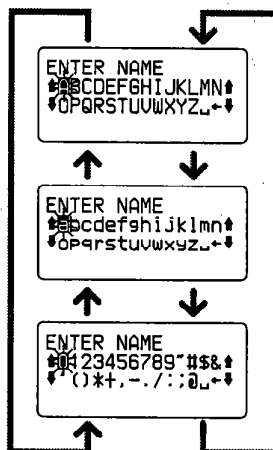 ENTER NAME
⬆ABCDEFGHIJKLMN⬆
⬇OPQRSTUVWXYZ␣←⬇
ENTER NAME
⬆abcdefghijklmn⬆
⬇opqrstuvwxyz␣←⬇
ENTER NAME
⬆0123456789"#$&⬆
⬇'()*+,-./:;@␣←⬇